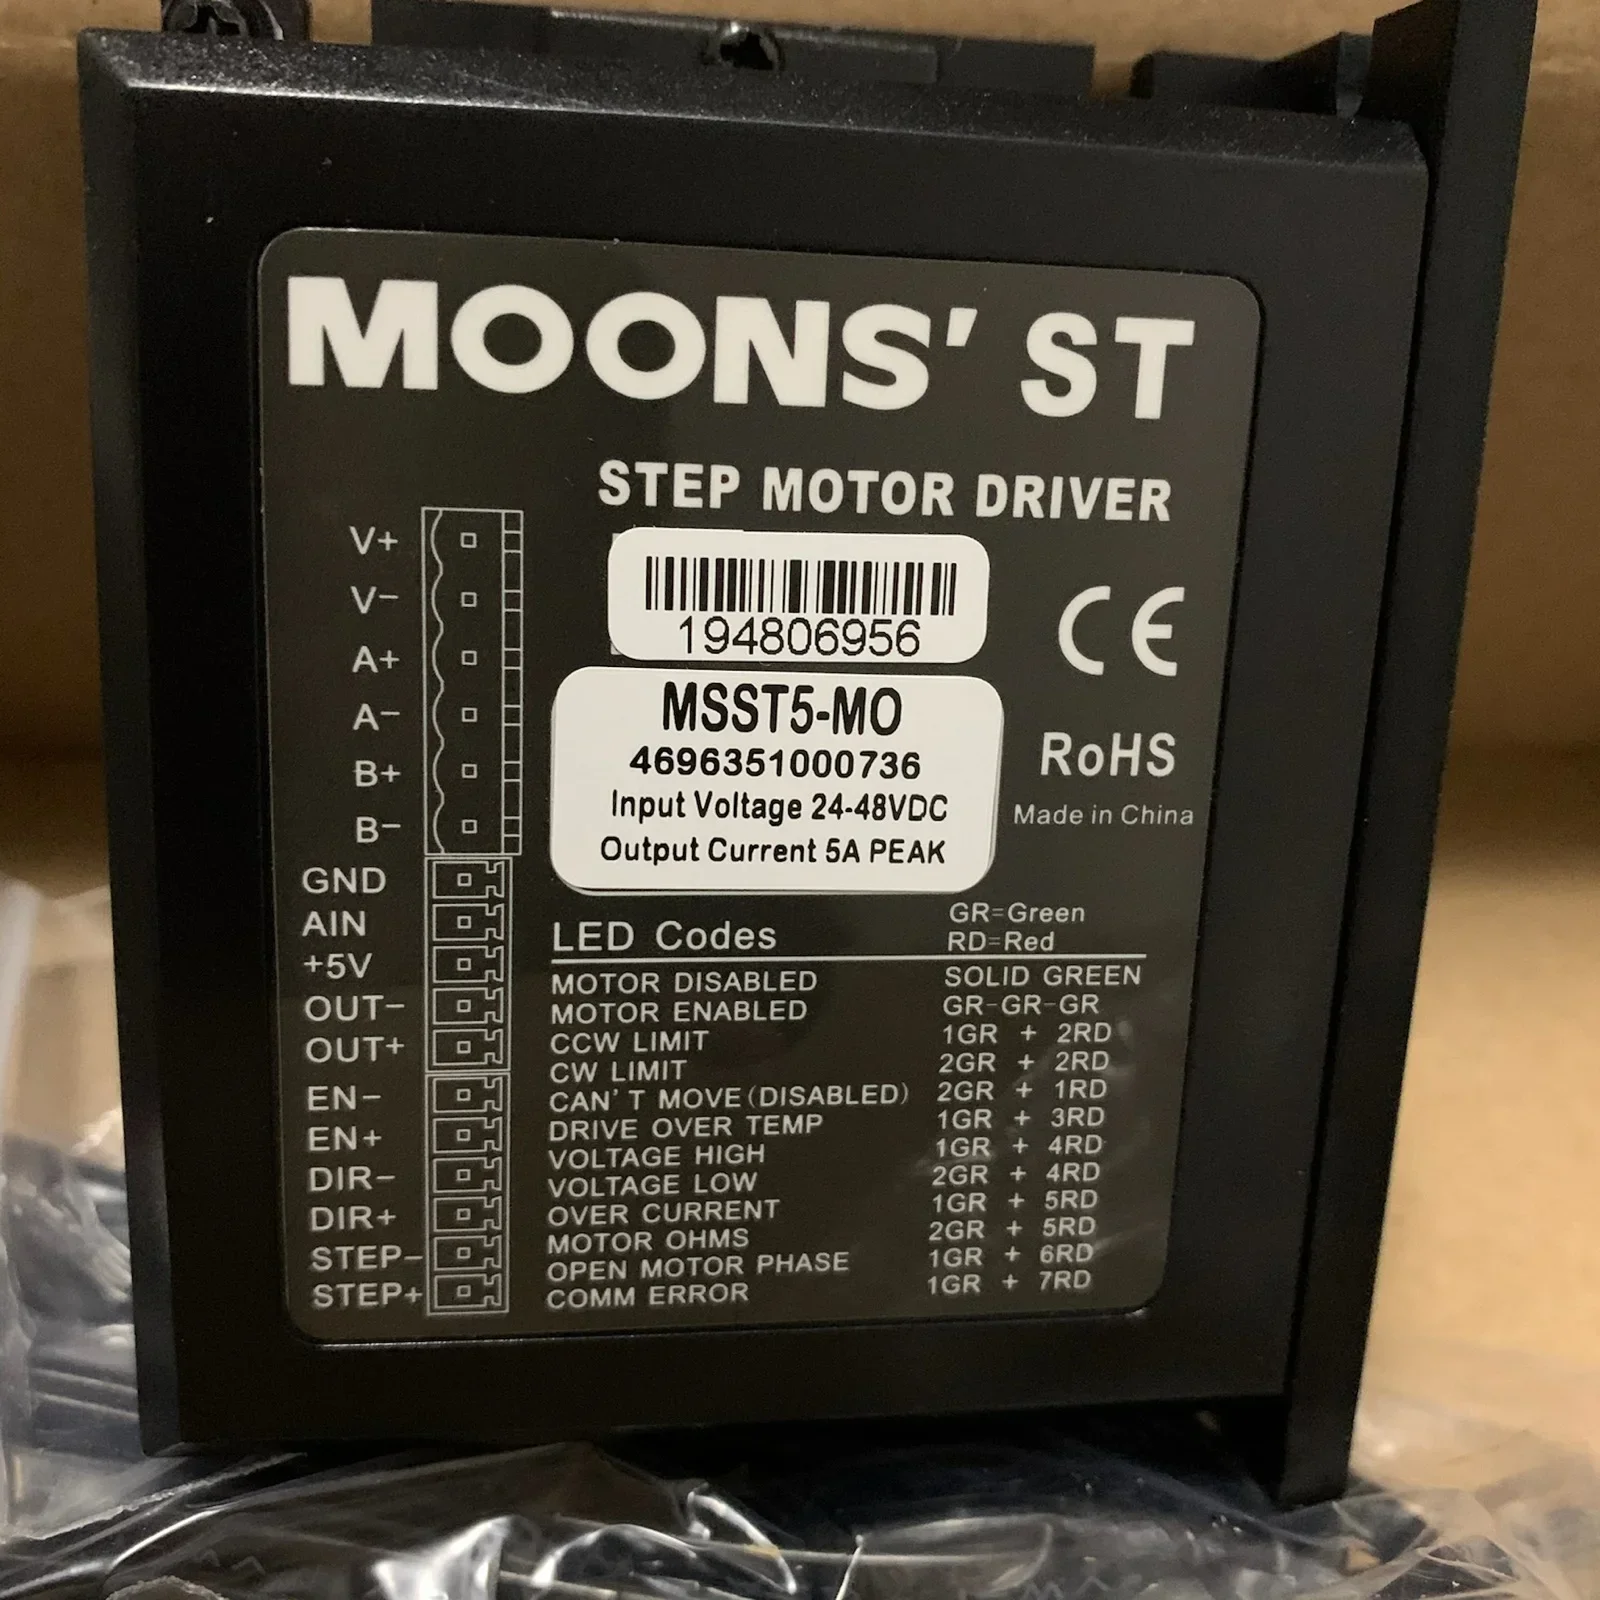 MOONS' ST
STEP MOTOR DRIVER
194806956
CE
MSST5-MO
4696351000736
Input Voltage 24-48VDC
Output Current 5A PEAK
RoHS
Made in China
V+
V−
A+
A−
B+
B−
GND
AIN
+5V
OUT−
OUT+
EN−
EN+
DIR−
DIR+
STEP−
STEP+
GR=Green
LED Codes RD=Red
MOTOR DISABLED SOLID GREEN
MOTOR ENABLED GR-GR-GR
CCW LIMIT 1GR + 2RD
CW LIMIT 2GR + 2RD
CAN'T MOVE(DISABLED) 2GR + 1RD
DRIVE OVER TEMP 1GR + 3RD
VOLTAGE HIGH 1GR + 4RD
VOLTAGE LOW 2GR + 4RD
OVER CURRENT 1GR + 5RD
MOTOR OHMS 2GR + 5RD
OPEN MOTOR PHASE 1GR + 6RD
COMM ERROR 1GR + 7RD